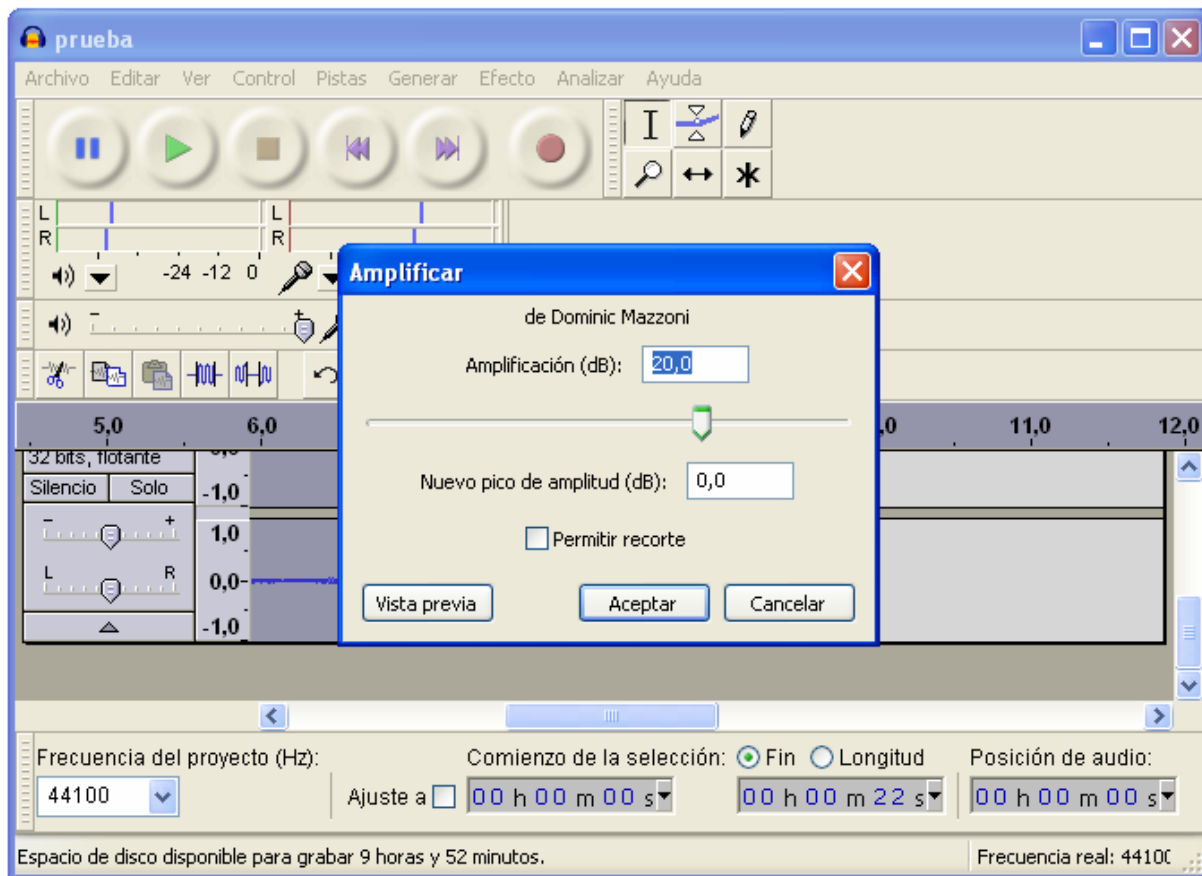 prueba
Archivo Editar Ver Control Pistas Generar Efecto Analizar Ayuda
L L
R R
-24 -12 0
Amplificar
de Dominic Mazzoni
Amplificación (dB): 20,0
Nuevo pico de amplitud (dB): 0,0
Permitir recorte
Vista previa Aceptar Cancelar
5,0 6,0 ,0 11,0 12,0
32 bits, flotante
Silencio Solo -1,0
- + 1,0
L R 0,0
-1,0
Frecuencia del proyecto (Hz): Comienzo de la selección: Fin Longitud Posición de audio:
44100 Ajuste a 00 h 00 m 00 s 00 h 00 m 22 s 00 h 00 m 00 s
Espacio de disco disponible para grabar 9 horas y 52 minutos. Frecuencia real: 44100